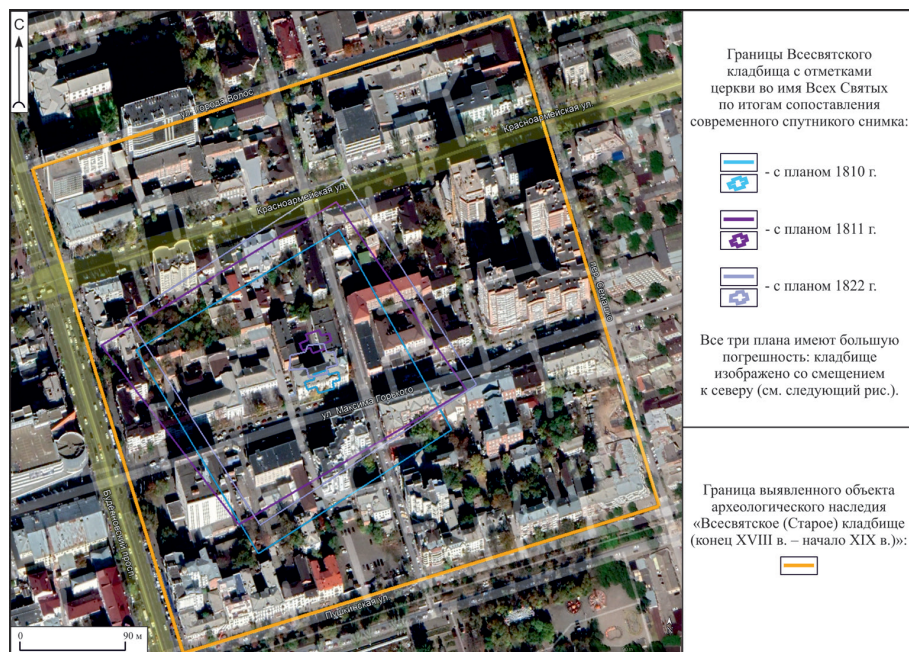 С
ул. Города Волос
Красноармейская ул.
Красноармейская ул.
пер. Семашко
ул. Максима Горького
Пушкинская ул.
0 90 м
Границы Всесвятского
кладбища с отметками
церкви во имя Всех Святых
по итогам сопоставления
современного спутникого снимка:
- с планом 1810 г.
- с планом 1811 г.
- с планом 1822 г.
Все три плана имеют большую
погрешность: кладбище
изображено со смещением
к северу (см. следующий рис.).
Граница выявленного объекта
археологического наследия
«Всесвятское (Старое) кладбище
(конец XVIII в. – начало XIX в.)»: